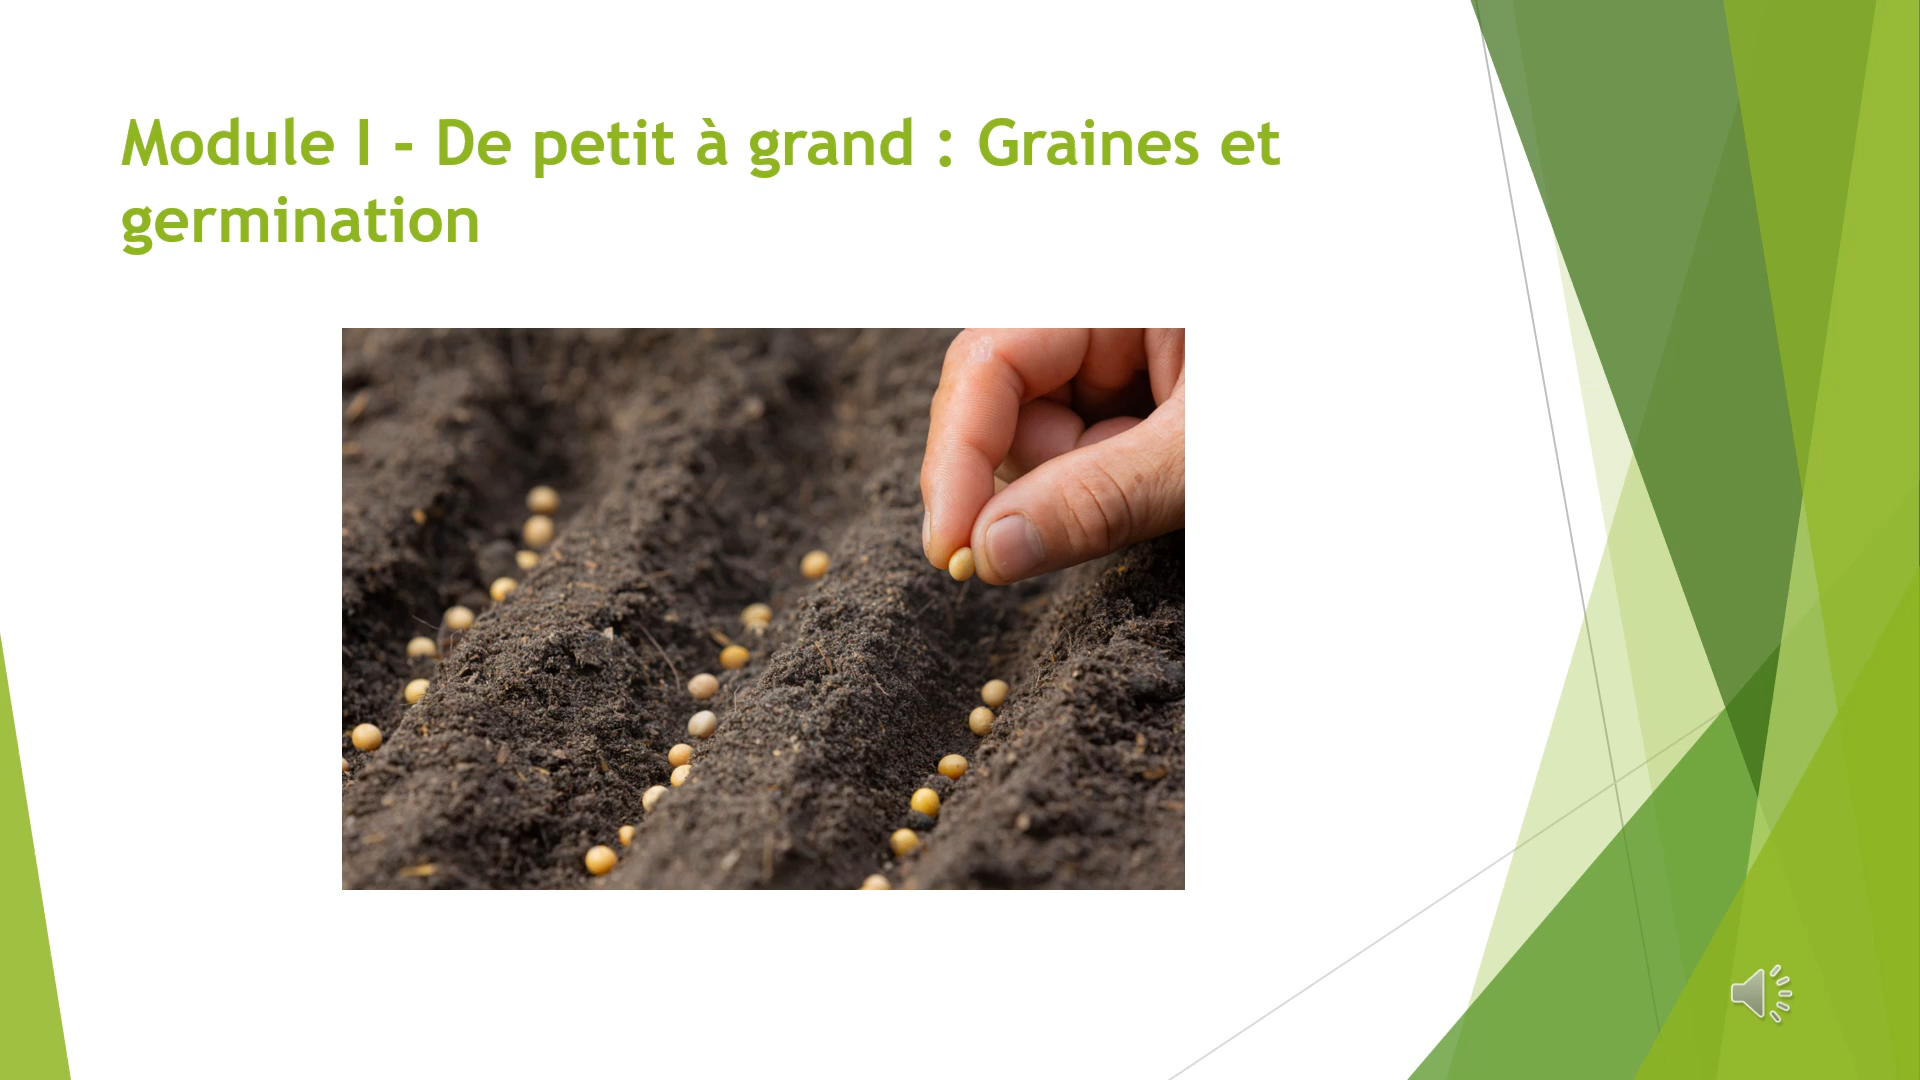 Module I - De petit à grand : Graines et
germination